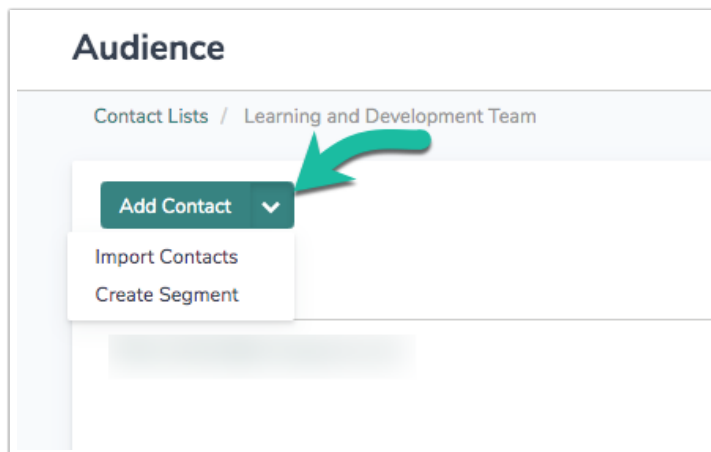 Audience
Contact Lists / Learning and Development Team
Add Contact
Import Contacts
Create Segment